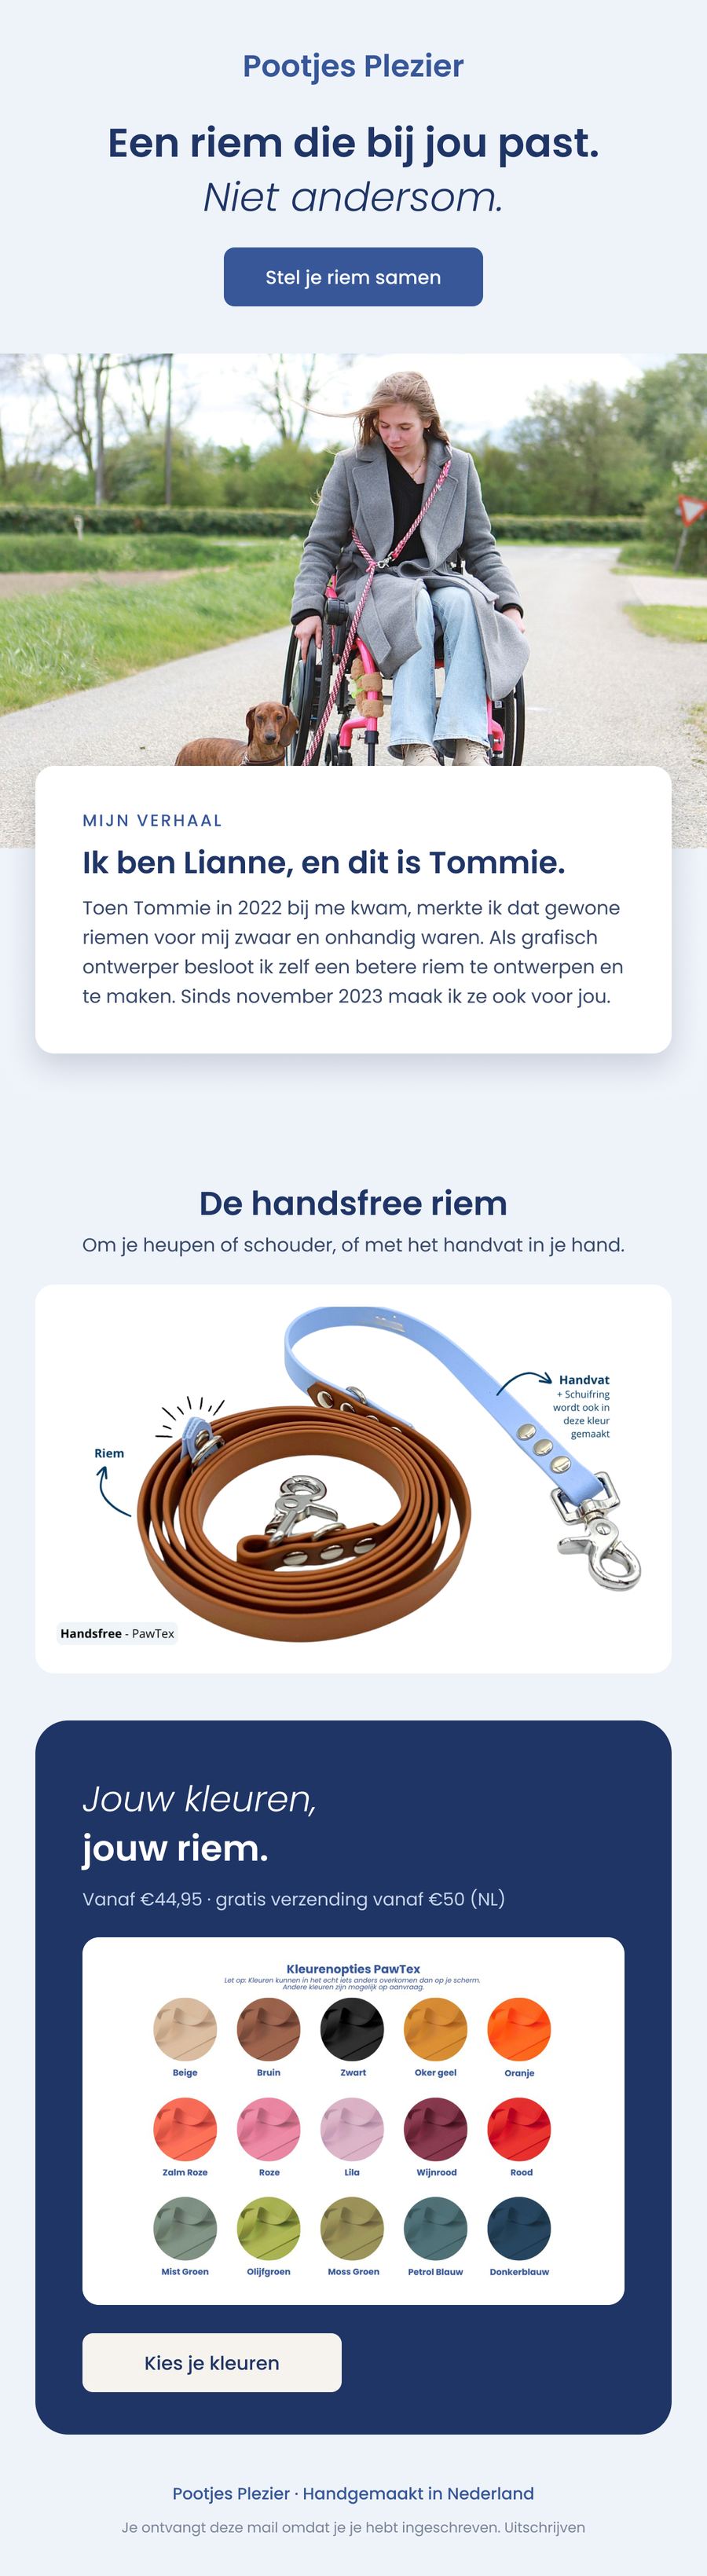 Pootjes Plezier
Een riem die bij jou past.
Niet andersom.
Stel je riem samen
MIJN VERHAAL
Ik ben Lianne, en dit is Tommie.
Toen Tommie in 2022 bij me kwam, merkte ik dat gewone
riemen voor mij zwaar en onhandig waren. Als grafisch
ontwerper besloot ik zelf een betere riem te ontwerpen en
te maken. Sinds november 2023 maak ik ze ook voor jou.
De handsfree riem
Om je heupen of schouder, of met het handvat in je hand.
Handvat
+ Schuifring
wordt ook in
deze kleur
gemaakt
Riem
Handsfree - PawTex
Jouw kleuren,
jouw riem.
Vanaf €44,95 · gratis verzending vanaf €50 (NL)
Kleurenopties PawTex
Let op: Kleuren kunnen in het echt iets anders overkomen dan op je scherm.
Andere kleuren zijn mogelijk op aanvraag.
Beige Bruin Zwart Oker geel Oranje
Zalm Roze Roze Lila Wijnrood Rood
Mist Groen Olijfgroen Moss Groen Petrol Blauw Donkerblauw
Kies je kleuren
Pootjes Plezier · Handgemaakt in Nederland
Je ontvangt deze mail omdat je je hebt ingeschreven. Uitschrijven